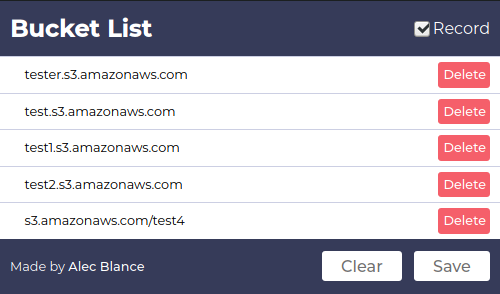 Bucket List
Record
tester.s3.amazonaws.com Delete
test.s3.amazonaws.com Delete
test1.s3.amazonaws.com Delete
test2.s3.amazonaws.com Delete
s3.amazonaws.com/test4 Delete
Made by Alec Blance
Clear
Save